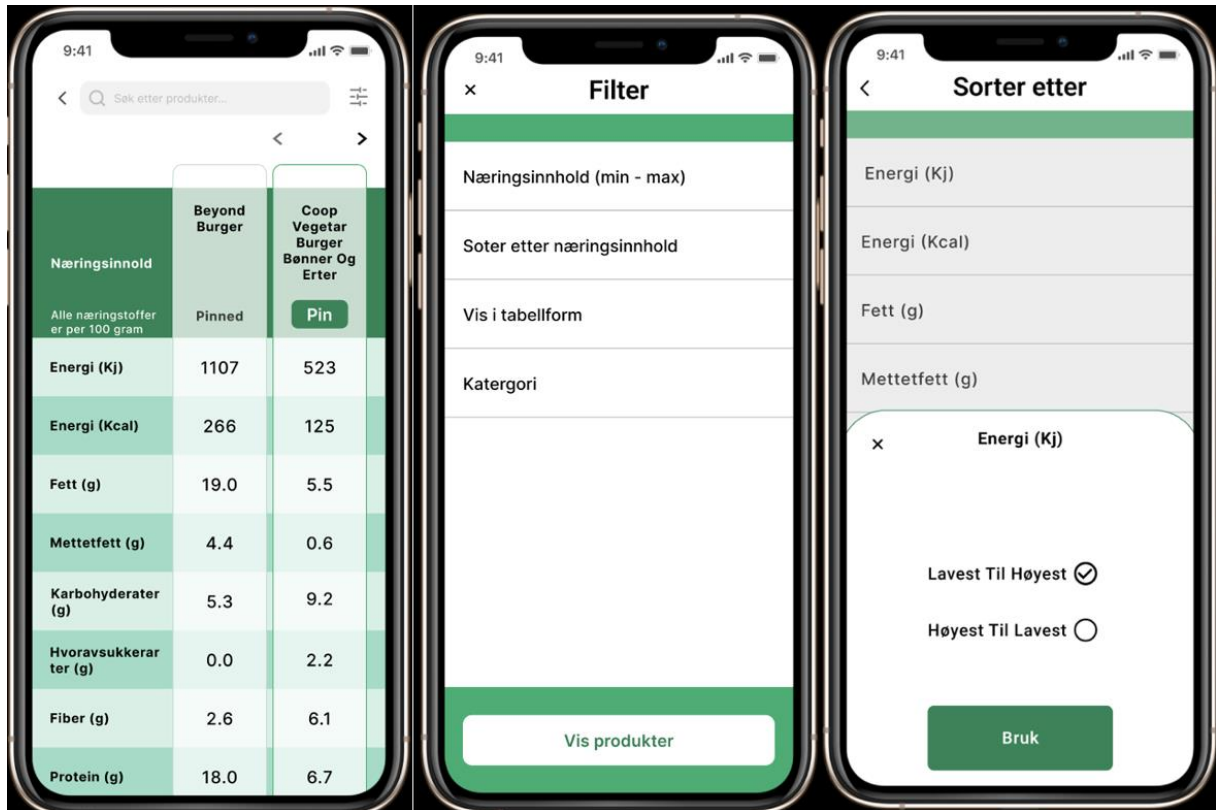 9:41
Søk etter produkter...
Beyond
Burger
Coop
Vegetar
Burger
Bønner Og
Erter
Næringsinnold
Alle næringstoffer
er per 100 gram
Pinned
Pin
Energi (Kj)
1107
523
Energi (Kcal)
266
125
Fett (g)
19.0
5.5
Mettetfett (g)
4.4
0.6
Karbohyderater
(g)
5.3
9.2
Hvoravsukkerar
ter (g)
0.0
2.2
Fiber (g)
2.6
6.1
Protein (g)
18.0
6.7
9:41
Filter
Næringsinnhold (min - max)
Soter etter næringsinnhold
Vis i tabellform
Katergori
Vis produkter
9:41
Sorter etter
Energi (Kj)
Energi (Kcal)
Fett (g)
Mettetfett (g)
Energi (Kj)
Lavest Til Høyest
Høyest Til Lavest
Bruk